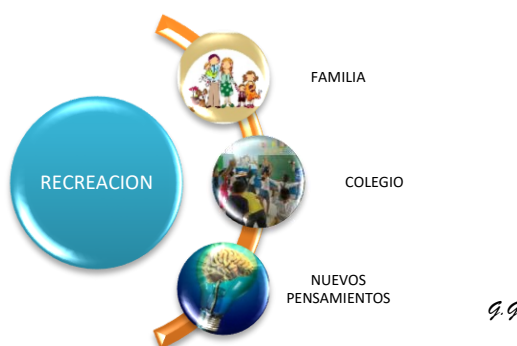 FAMILIA
RECREACION
COLEGIO
NUEVOS
PENSAMIENTOS
G.G